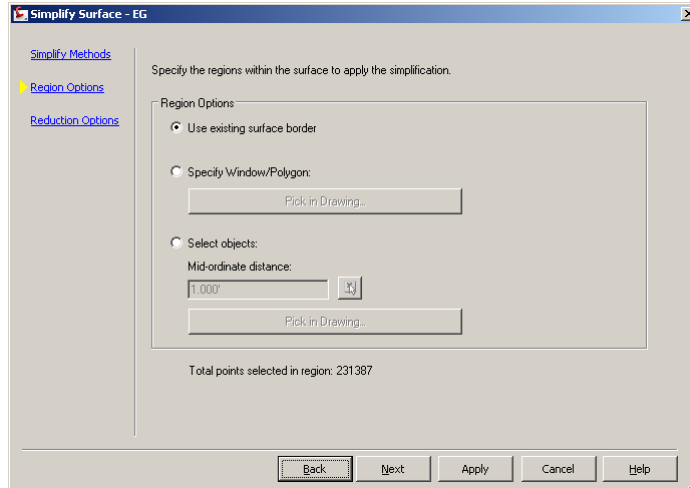 Simplify Surface - EG
Simplify Methods
Region Options
Reduction Options
Specify the regions within the surface to apply the simplification.
Region Options
Use existing surface border
Specify Window/Polygon:
Pick in Drawing...
Select objects:
Mid-ordinate distance:
1.000'
Pick in Drawing...
Total points selected in region: 231387
Back Next Apply Cancel Help